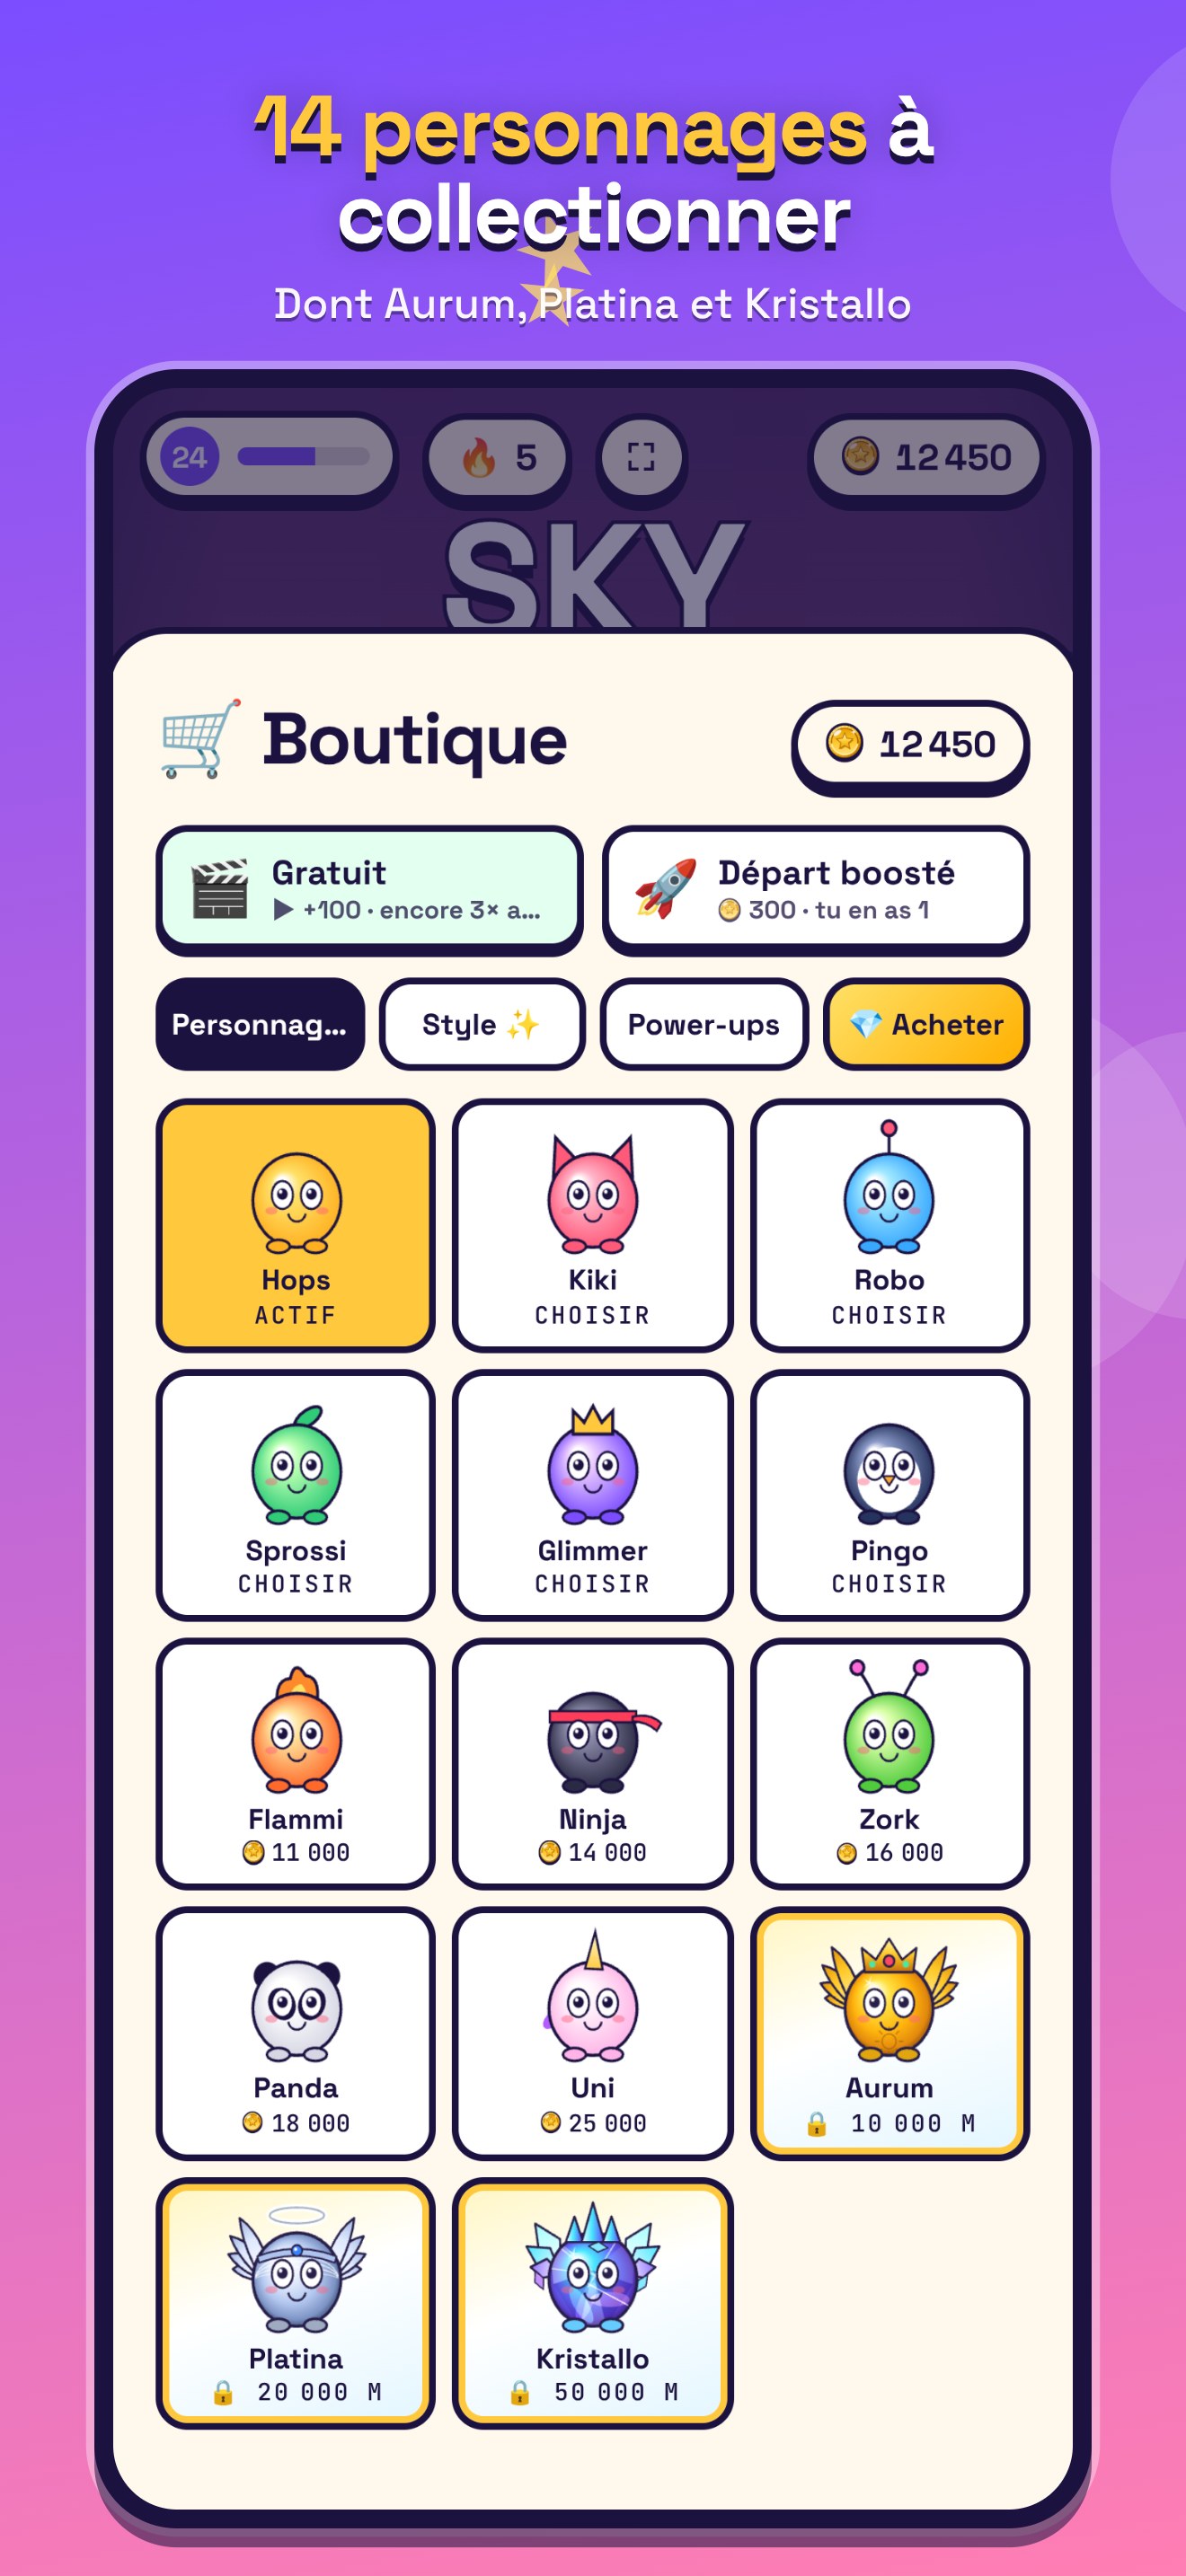 14 personnages à
collectionner
Dont Aurum, Platina et Kristallo
24
5
12 450
SKY
Boutique
12 450
Gratuit
▶ +100 · encore 3× a...
Départ boosté
300 · tu en as 1
Personnag...
Style ✨
Power-ups
💎 Acheter
Hops
ACTIF
Kiki
CHOISIR
Robo
CHOISIR
Sprossi
CHOISIR
Glimmer
CHOISIR
Pingo
CHOISIR
Flammi
11 000
Ninja
14 000
Zork
16 000
Panda
18 000
Uni
25 000
Aurum
🔒 10 000 M
Platina
🔒 20 000 M
Kristallo
🔒 50 000 M